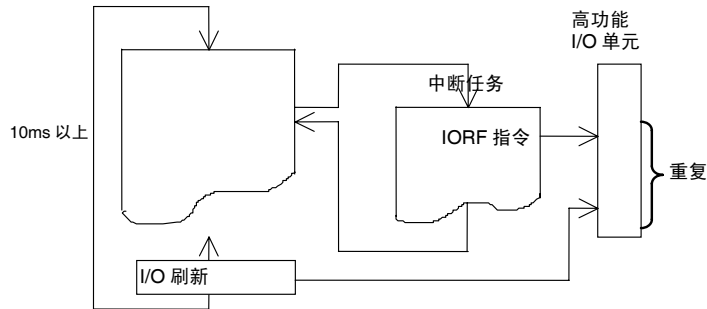 高功能
I/O 单元
中断任务
10ms 以上
IORF 指令
重复
I/O 刷新